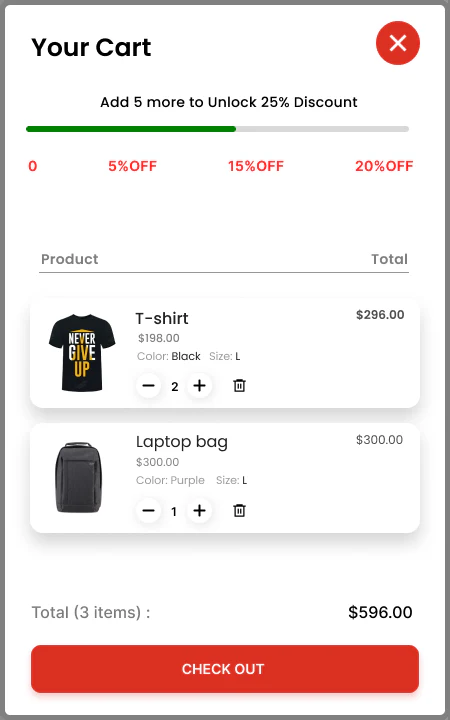 Your Cart
Add 5 more to Unlock 25% Discount
0 5%OFF 15%OFF 20%OFF
Product Total
NEVER
GIVE
UP
T-shirt $296.00
$198.00
Color: Black Size: L
2
Laptop bag $300.00
$300.00
Color: Purple Size: L
1
Total (3 items) : $596.00
CHECK OUT